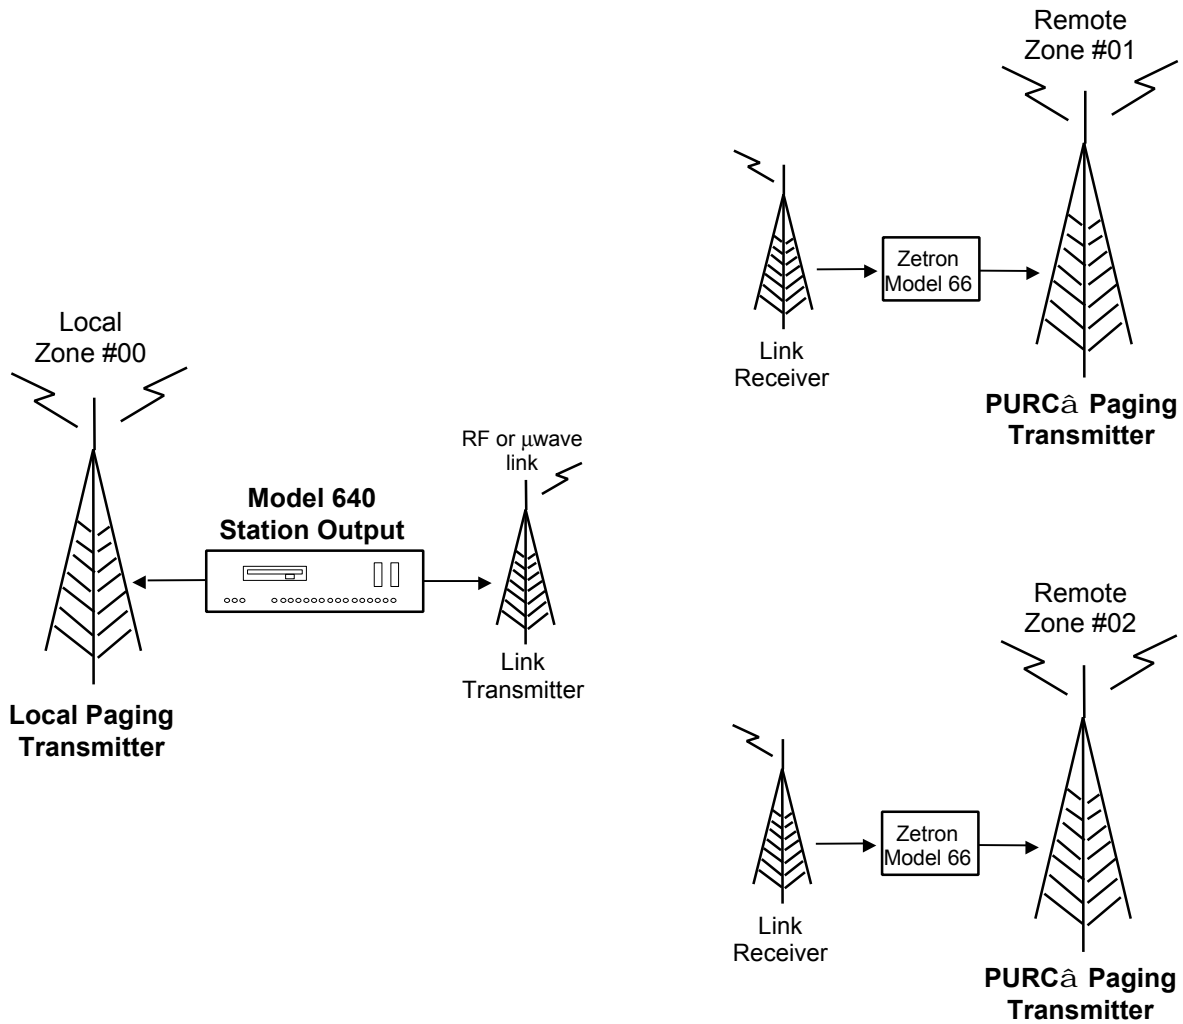 Remote
Zone #01
Zetron
Model 66
Link
Receiver
PURCâ Paging
Transmitter
Local
Zone #00
RF or μwave
link
Model 640
Station Output
Link
Transmitter
Local Paging
Transmitter
Remote
Zone #02
Zetron
Model 66
Link
Receiver
PURCâ Paging
Transmitter